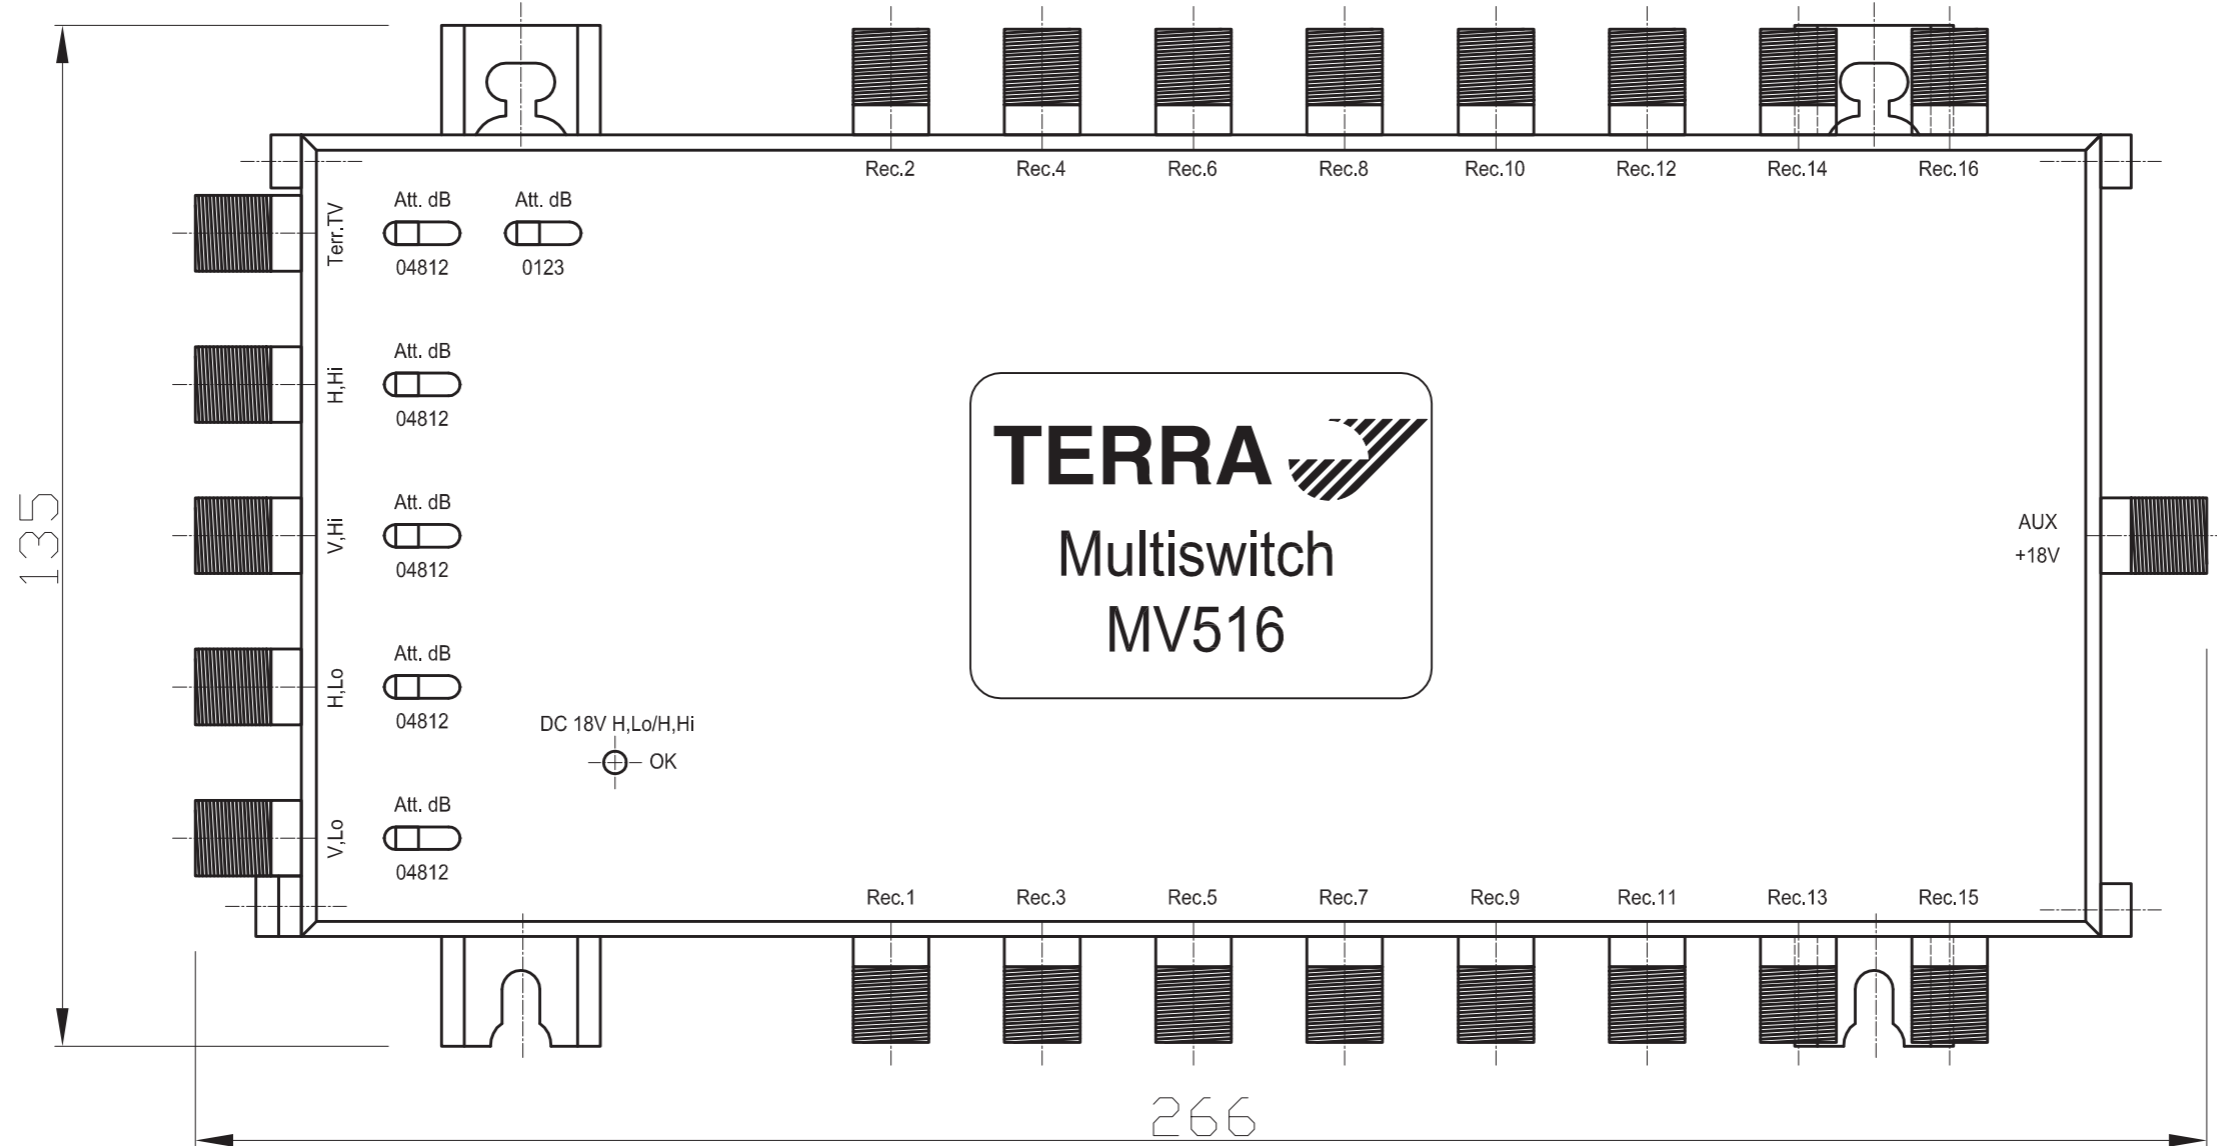 Rec.2 Rec.4 Rec.6 Rec.8 Rec.10 Rec.12 Rec.14 Rec.16
Terr.TV
Att. dB Att. dB
04812 0123
H,Hi
Att. dB
04812
V,Hi
Att. dB
04812
H,Lo
Att. dB
04812
V,Lo
Att. dB
04812
DC 18V H,Lo/H,Hi
OK
TERRA
Multiswitch
MV516
AUX
+18V
Rec.1 Rec.3 Rec.5 Rec.7 Rec.9 Rec.11 Rec.13 Rec.15
135
266